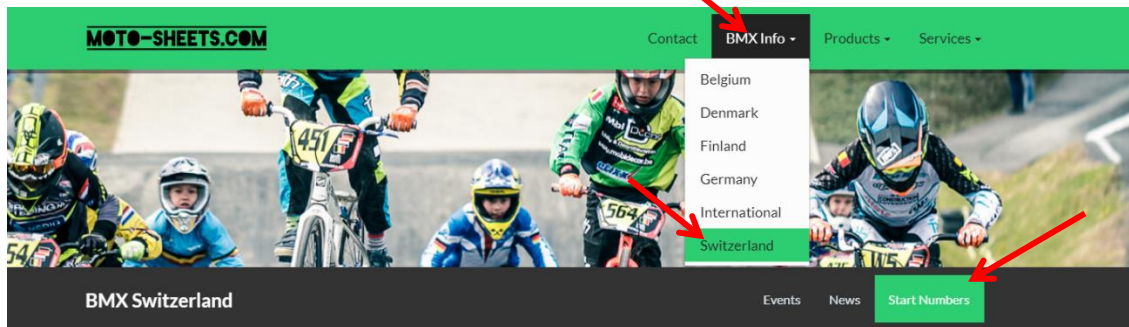 MOTO-SHEETS.COM
Contact BMX Info Products Services
Belgium
Denmark
Finland
Germany
International
Switzerland
451
564
BMX Switzerland
Events News Start Numbers